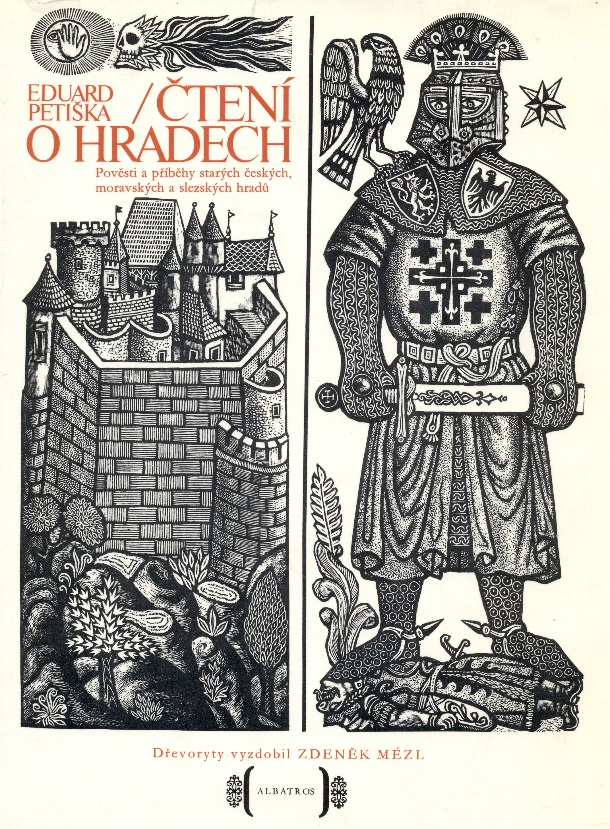 EDUARD
PETIŠKA
/ČTENÍ
O HRADECH
Pověsti a příběhy starých českých,
moravských a slezských hradů
Dřevoryty vyzdobil ZDENĚK MÉZL
ALBATROS